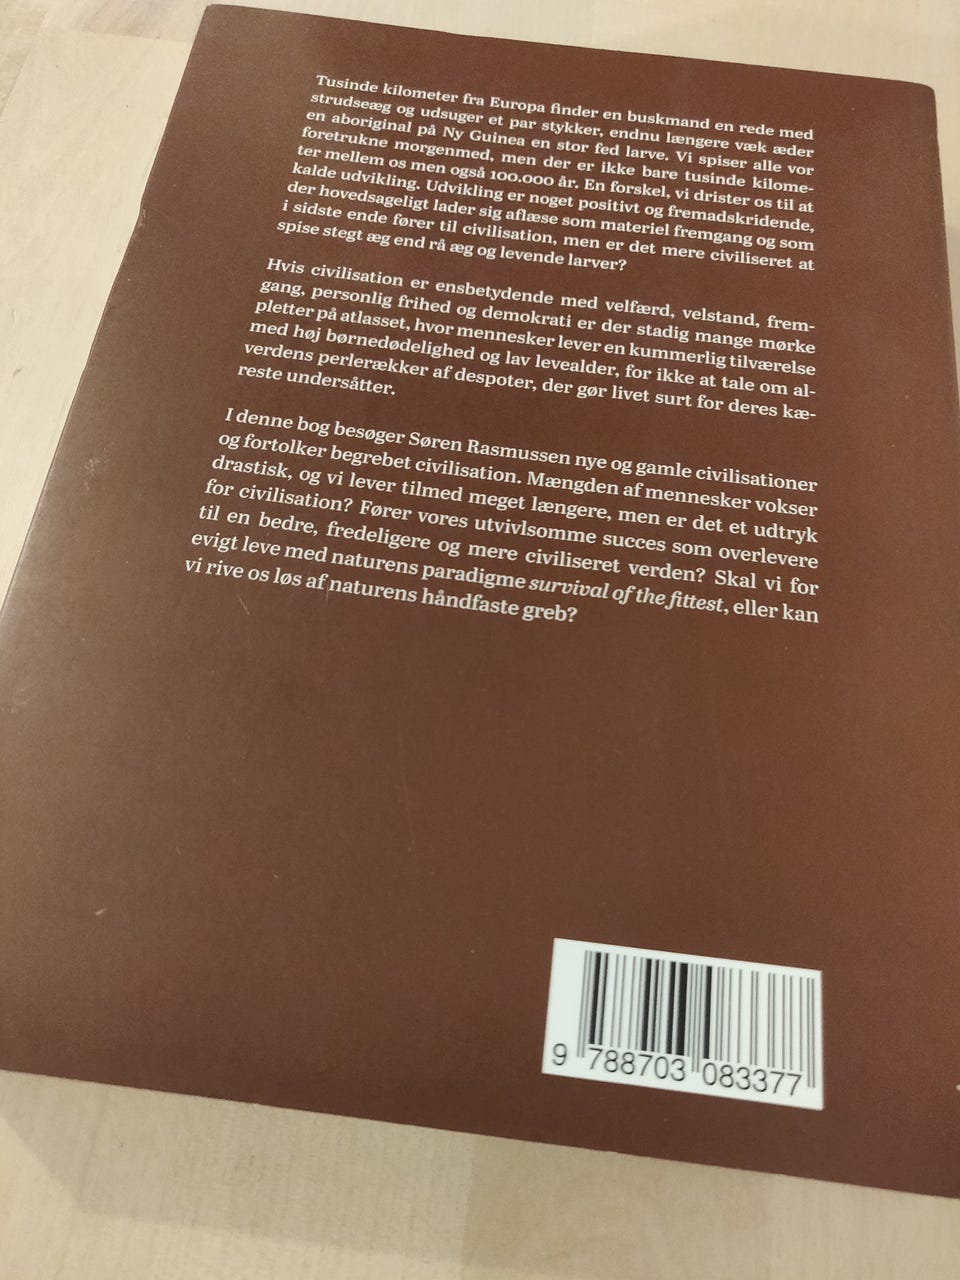 Tusinde kilometer fra Europa finder en buskmand en rede med
strudseæg og udsuger et par stykker, endnu længere væk æder
en aboriginal på Ny Guinea en stor fed larve. Vi spiser alle vor
foretrukne morgenmed, men der er ikke bare tusinde kilome-
ter mellem os men også 100.000 år. En forskel, vi drister os til at
kalde udvikling. Udvikling er noget positivt og fremadskridende,
der hovedsageligt lader sig aflæse som materiel fremgang og som
i sidste ende fører til civilisation, men er det mere civiliseret at
spise stegt æg end rå æg og levende larver?
Hvis civilisation er ensbetydende med velfærd, velstand, frem-
gang, personlig frihed og demokrati er der stadig mange mørke
pletter på atlasset, hvor mennesker lever en kummerlig tilværelse
med høj børnedødelighed og lav levealder, for ikke at tale om al-
verdens perlerækker af despoter, der gør livet surt for deres kæ-
reste undersåtter.
I denne bog besøger Søren Rasmussen nye og gamle civilisationer
og fortolker begrebet civilisation. Mængden af mennesker vokser
drastisk, og vi lever tilmed meget længere, men er det et udtryk
for civilisation? Fører vores utvivlsomme succes som overlevere
til en bedre, fredeligere og mere civiliseret verden? Skal vi for
evigt leve med naturens paradigme survival of the fittest, eller kan
vi rive os løs af naturens håndfaste greb?
9 788703 083377